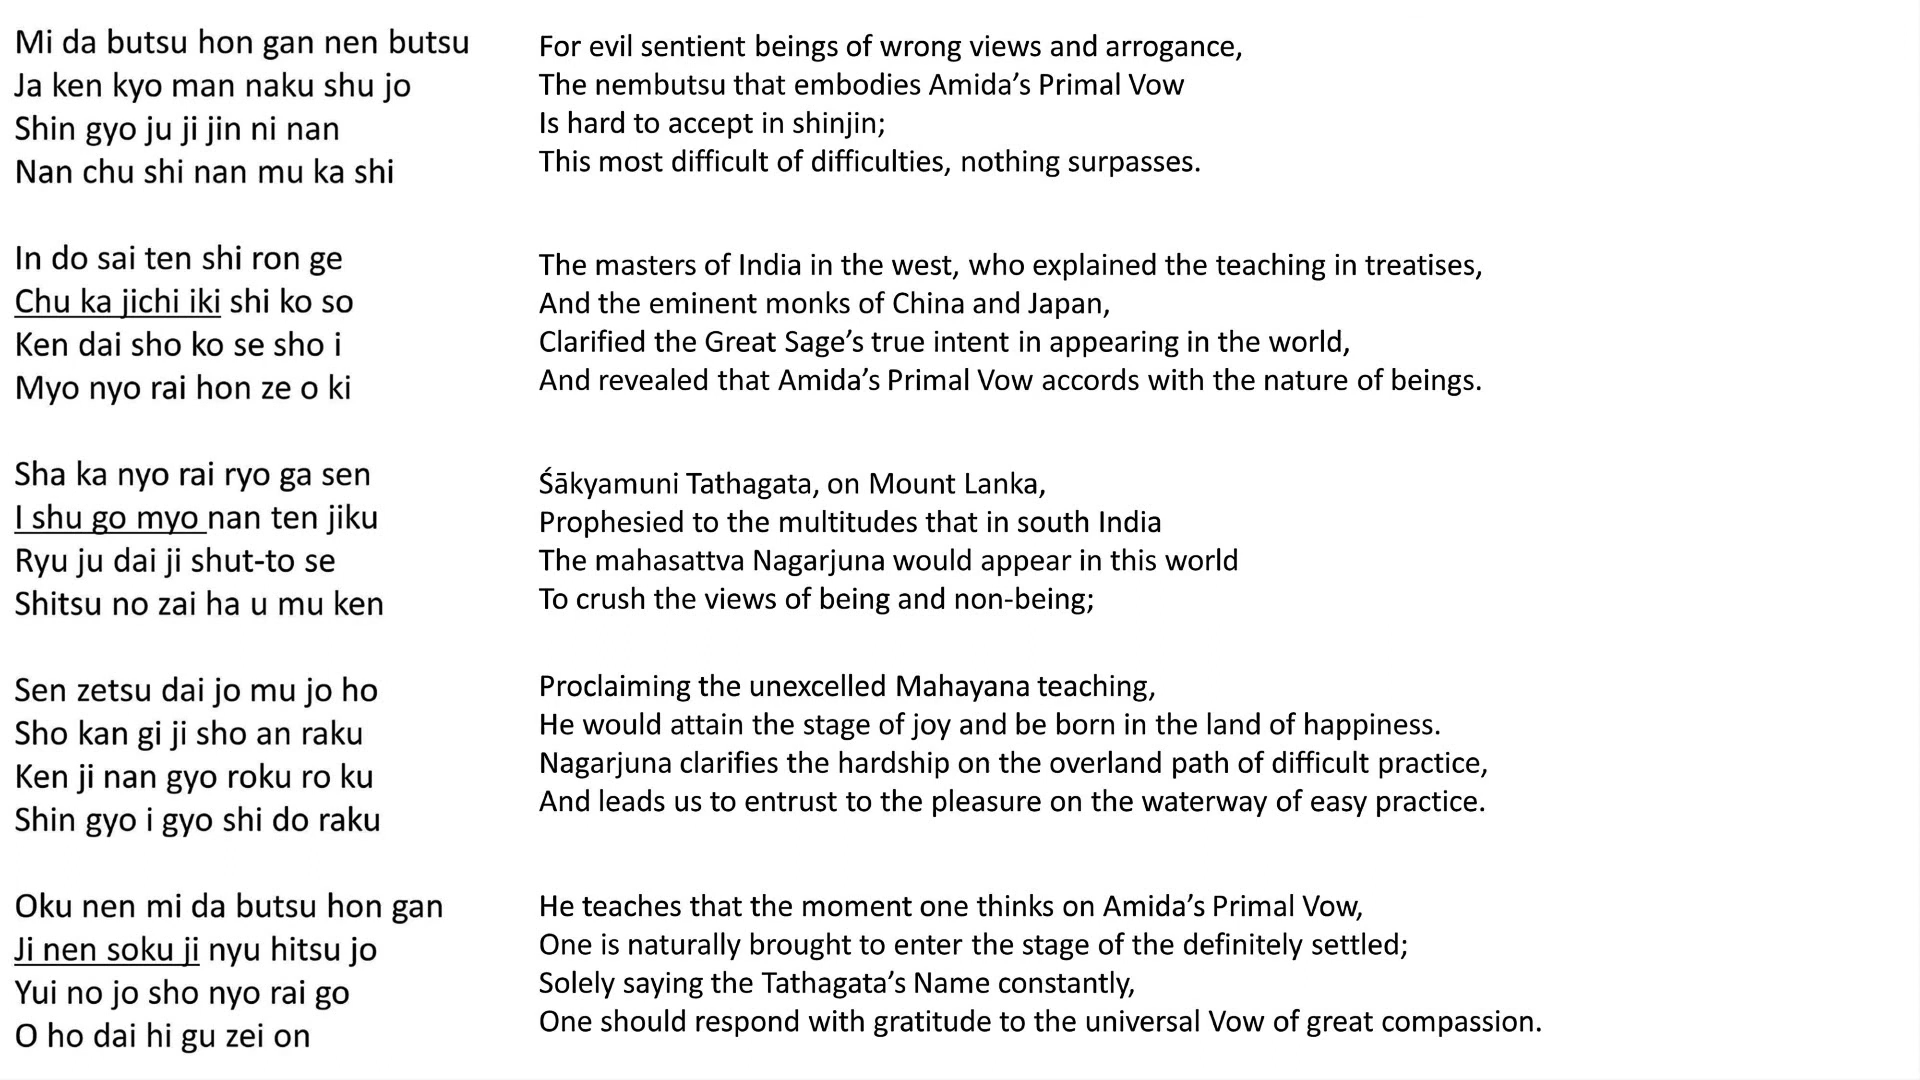 Mi da butsu hon gan nen butsu
Ja ken kyo man naku shu jo
Shin gyo ju ji jin ni nan
Nan chu shi nan mu ka shi
For evil sentient beings of wrong views and arrogance,
The nembutsu that embodies Amida’s Primal Vow
Is hard to accept in shinjin;
This most difficult of difficulties, nothing surpasses.
In do sai ten shi ron ge
Chu ka jichi iki shi ko so
Ken dai sho ko se sho i
Myo nyo rai hon ze o ki
The masters of India in the west, who explained the teaching in treatises,
And the eminent monks of China and Japan,
Clarified the Great Sage’s true intent in appearing in the world,
And revealed that Amida’s Primal Vow accords with the nature of beings.
Sha ka nyo rai ryo ga sen
I shu go myo nan ten jiku
Ryu ju dai ji shut-to se
Shitsu no zai ha u mu ken
Śākyamuni Tathagata, on Mount Lanka,
Prophesied to the multitudes that in south India
The mahasattva Nagarjuna would appear in this world
To crush the views of being and non-being;
Sen zetsu dai jo mu jo ho
Sho kan gi ji sho an raku
Ken ji nan gyo roku ro ku
Shin gyo i gyo shi do raku
Proclaiming the unexcelled Mahayana teaching,
He would attain the stage of joy and be born in the land of happiness.
Nagarjuna clarifies the hardship on the overland path of difficult practice,
And leads us to entrust to the pleasure on the waterway of easy practice.
Oku nen mi da butsu hon gan
Ji nen soku ji nyu hitsu jo
Yui no jo sho nyo rai go
O ho dai hi gu zei on
He teaches that the moment one thinks on Amida’s Primal Vow,
One is naturally brought to enter the stage of the definitely settled;
Solely saying the Tathagata’s Name constantly,
One should respond with gratitude to the universal Vow of great compassion.